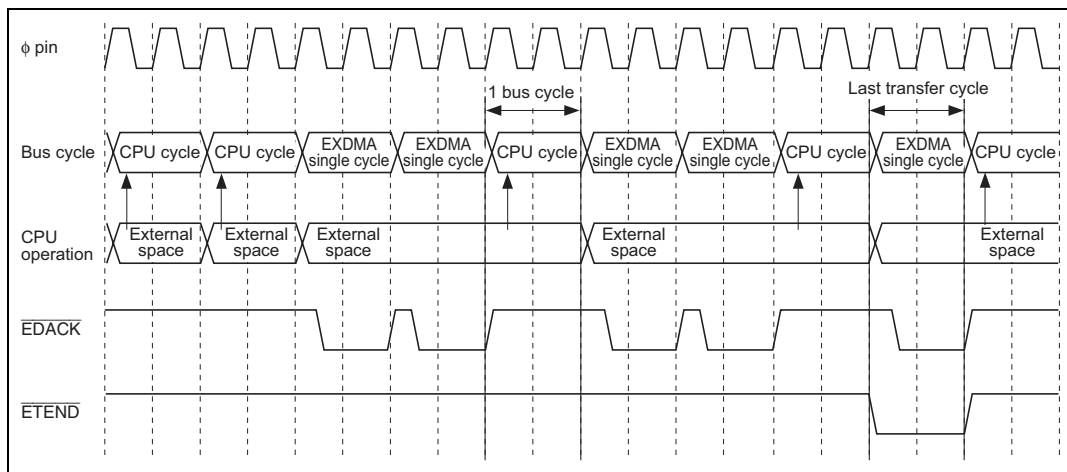 φ pin
1 bus cycle
Last transfer cycle
Bus cycle
CPU cycle
CPU cycle
EXDMA
single cycle
EXDMA
single cycle
CPU cycle
EXDMA
single cycle
EXDMA
single cycle
CPU cycle
EXDMA
single cycle
CPU cycle
CPU
operation
External
space
External
space
External
space
External
space
External
space
EDACK
ETEND